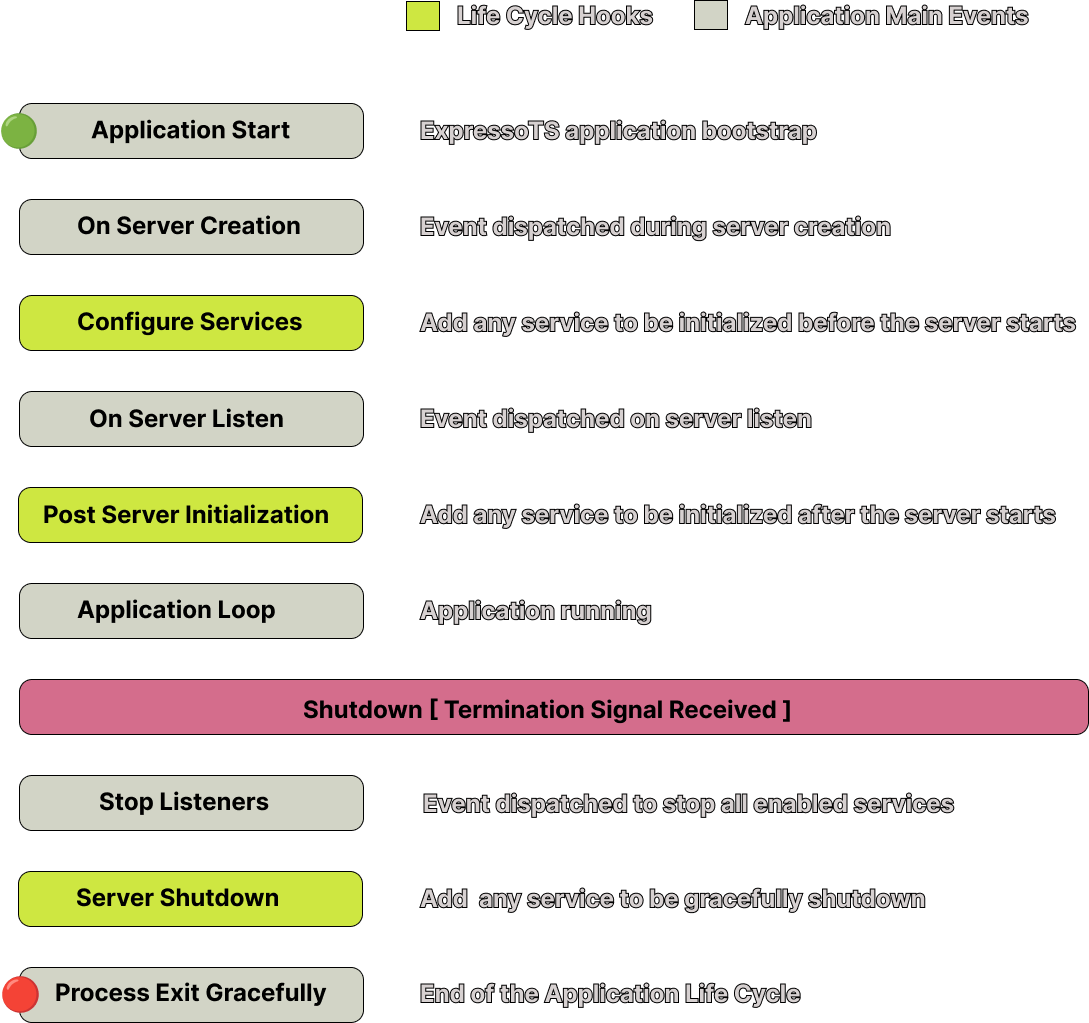 Life Cycle Hooks Application Main Events
Application Start ExpressoTS application bootstrap
On Server Creation Event dispatched during server creation
Configure Services Add any service to be initialized before the server starts
On Server Listen Event dispatched on server listen
Post Server Initialization Add any service to be initialized after the server starts
Application Loop Application running
Shutdown [ Termination Signal Received ]
Stop Listeners Event dispatched to stop all enabled services
Server Shutdown Add any service to be gracefully shutdown
Process Exit Gracefully End of the Application Life Cycle